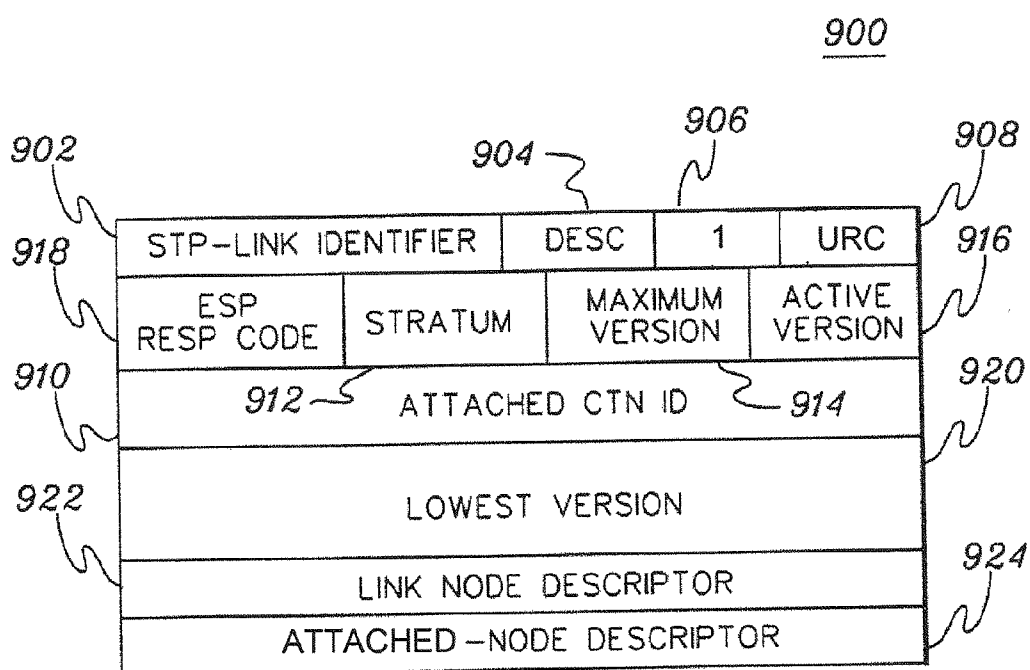 900
902
904
906
908
STP-LINK IDENTIFIER DESC 1 URC
918
916
ESP RESP CODE STRATUM MAXIMUM VERSION ACTIVE VERSION
910
912
914
920
ATTACHED CTN ID
922
LOWEST VERSION
924
LINK NODE DESCRIPTOR
ATTACHED-NODE DESCRIPTOR